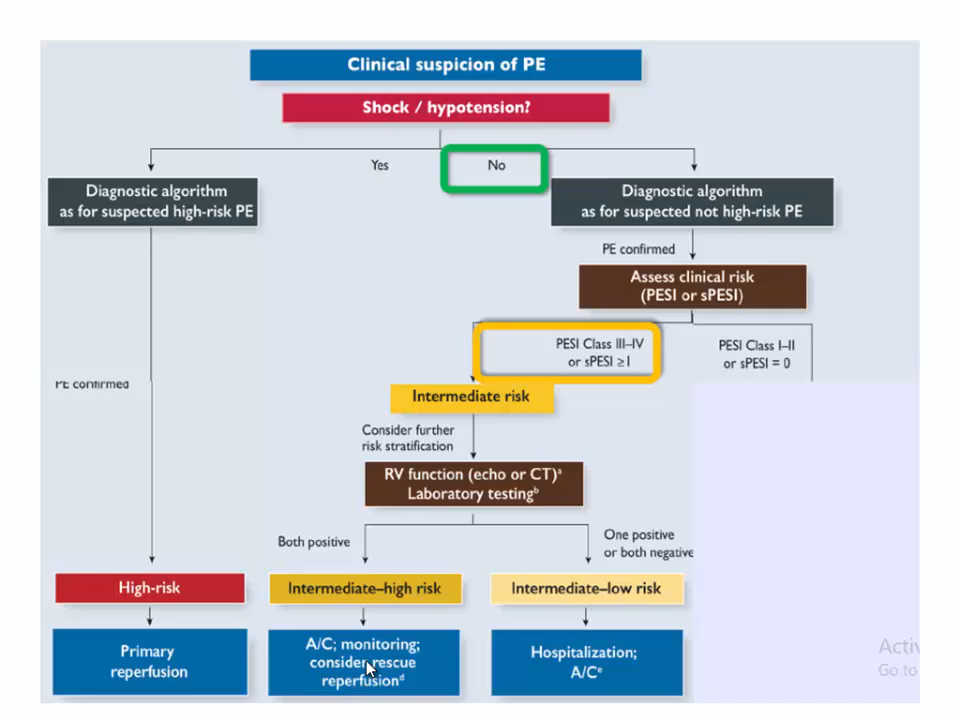 Clinical suspicion of PE
Shock / hypotension?
Yes
No
Diagnostic algorithm
as for suspected high-risk PE
Diagnostic algorithm
as for suspected not high-risk PE
PE confirmed
Assess clinical risk
(PESI or sPESI)
PESI Class III–IV
or sPESI ≥1
PESI Class I–II
or sPESI = 0
PE confirmed
Intermediate risk
Consider further
risk stratification
RV function (echo or CT)ᵃ
Laboratory testingᵇ
Both positive
One positive
or both negative
High-risk
Intermediate–high risk
Intermediate–low risk
Primary
reperfusion
A/C; monitoring;
consider rescue
reperfusionᵈ
Hospitalization;
A/Cᵉ
Activ
Go to